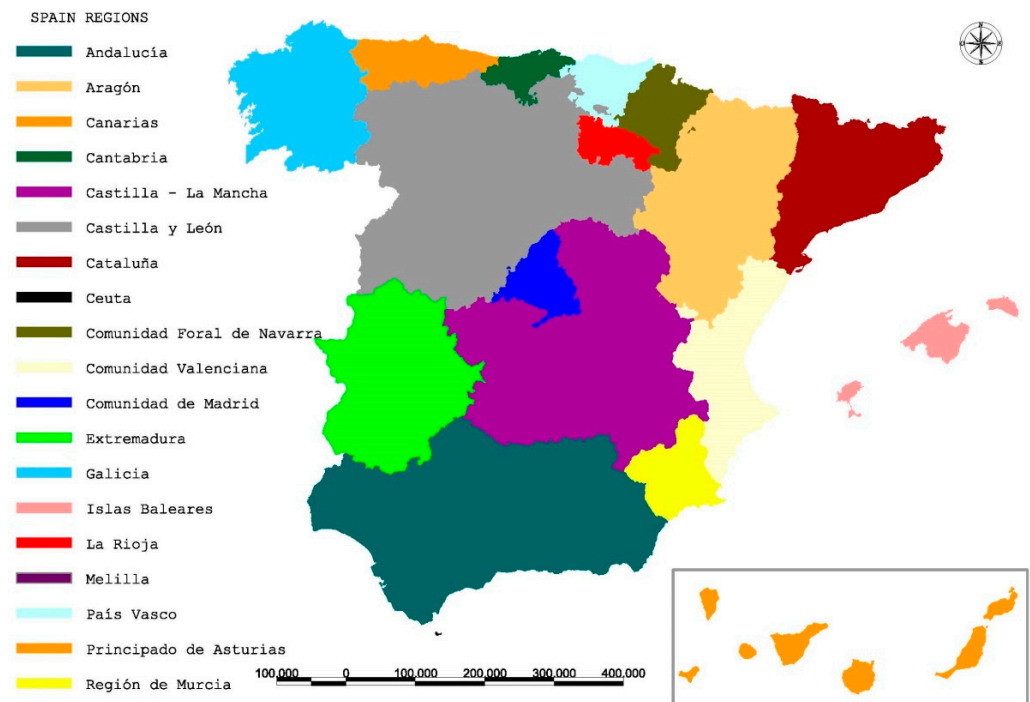 SPAIN REGIONS
Andalucía
Aragón
Canarias
Cantabria
Castilla - La Mancha
Castilla y León
Cataluña
Ceuta
Comunidad Foral de Navarra
Comunidad Valenciana
Comunidad de Madrid
Extremadura
Galicia
Islas Baleares
La Rioja
Melilla
País Vasco
Principado de Asturias
Región de Murcia
100,000 0 100,000 200,000 300,000 400,000
N
O E
S